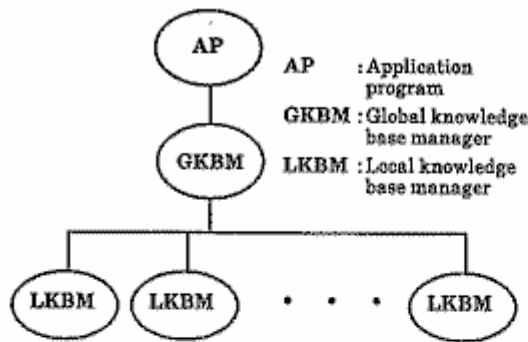 AP
AP : Application
program
GKBM : Global knowledge
base manager
GKBM
LKBM : Local knowledge
base manager
LKBM LKBM • • • LKBM